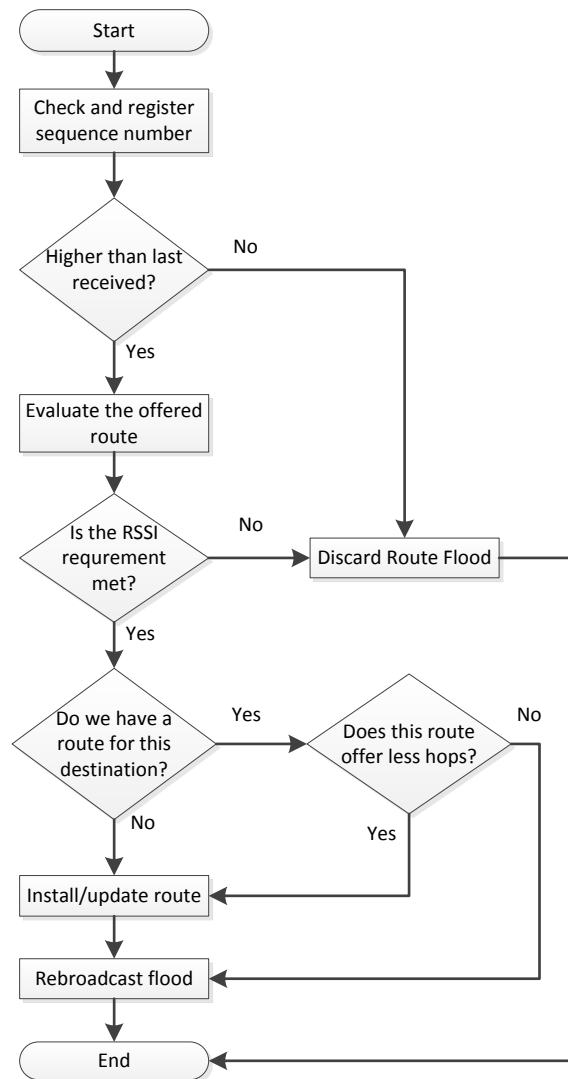 Start
Check and register
sequence number
Higher than last
received?
No
Yes
Evaluate the offered
route
Is the RSSI
requrement
met?
No
Discard Route Flood
Yes
Do we have a
route for this
destination?
Yes
Does this route
offer less hops?
No
No
Yes
Install/update route
Rebroadcast flood
End